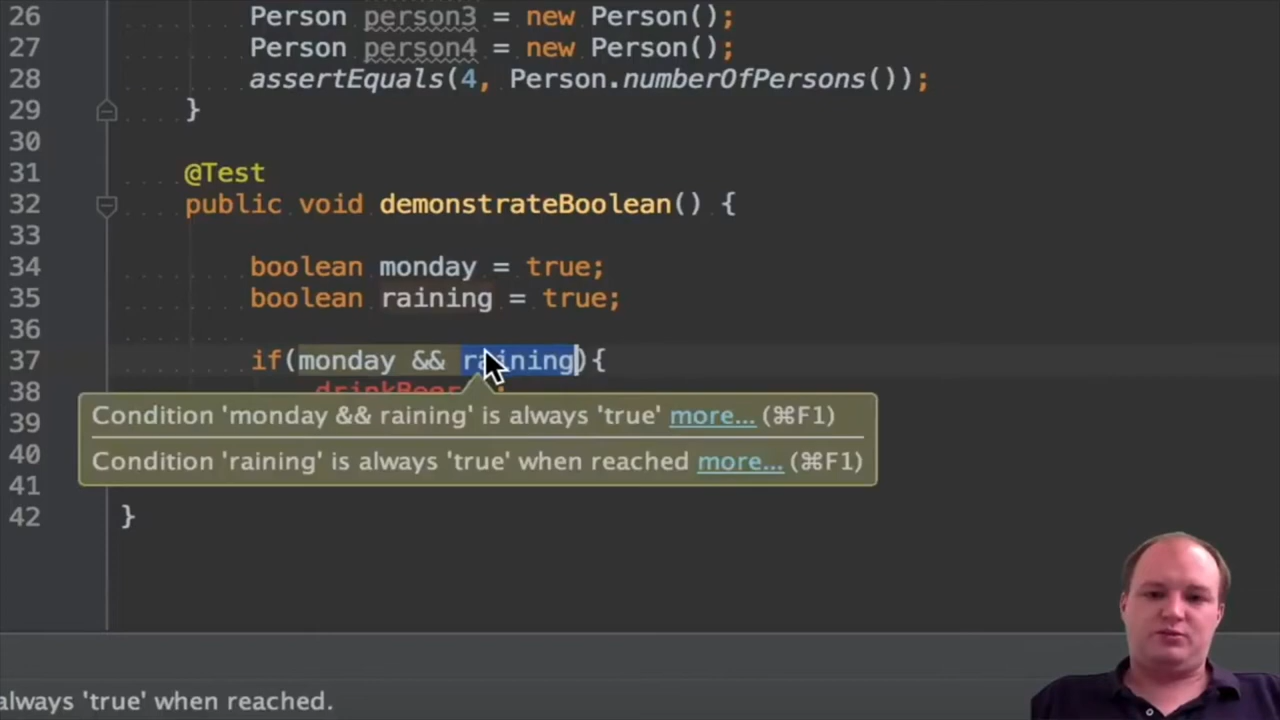 26 Person person3 = new Person();
27 Person person4 = new Person();
28 assertEquals(4, Person.numberOfPersons());
29 }
30
31 @Test
32 public void demonstrateBoolean() {
33
34 boolean monday = true;
35 boolean raining = true;
36
37 if(monday && raining){
38
39 Condition 'monday && raining' is always 'true' more... (⌘F1)
40 Condition 'raining' is always 'true' when reached more... (⌘F1)
41
42 }
always 'true' when reached.